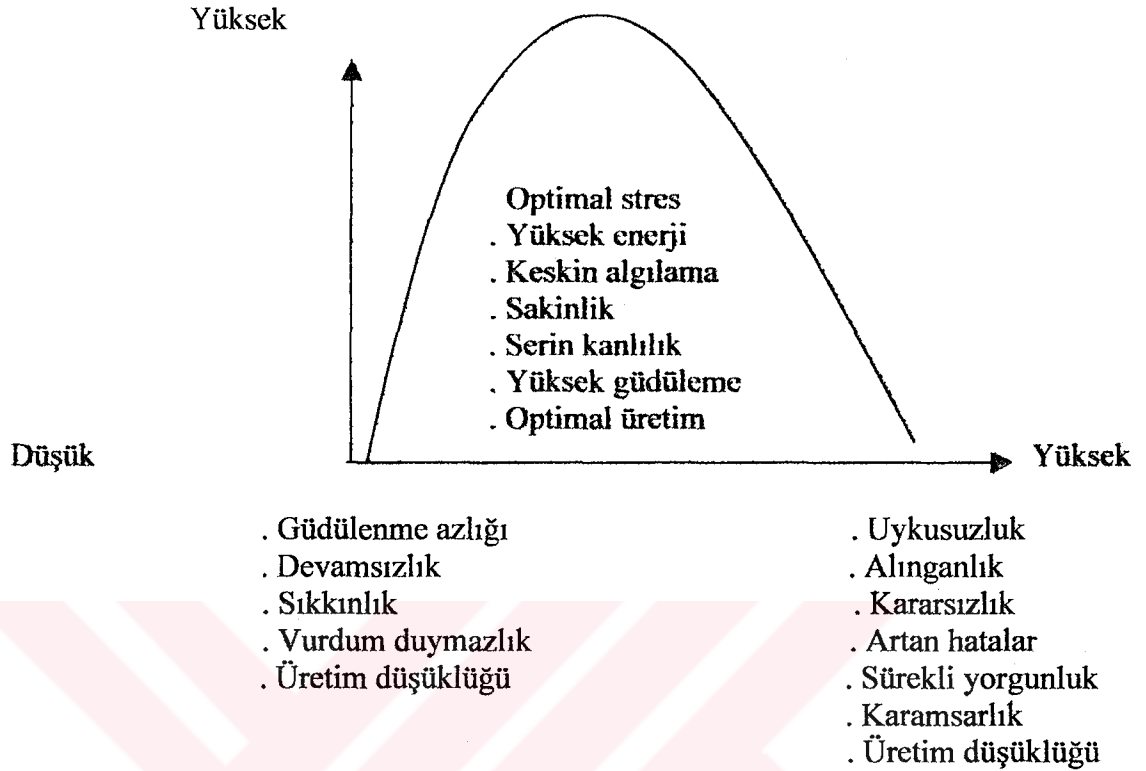 Yüksek
Optimal stres
. Yüksek enerji
. Keskin algılama
. Sakinlik
. Serin kanlılık
. Yüksek güdüleme
. Optimal üretim
Düşük
Yüksek
. Güdülenme azlığı
. Devamsızlık
. Sıkkınlık
. Vurdum duymazlık
. Üretim düşüklüğü
. Uykusuzluk
. Alınganlık
. Kararsızlık
. Artan hatalar
. Sürekli yorgunluk
. Karamsarlık
. Üretim düşüklüğü